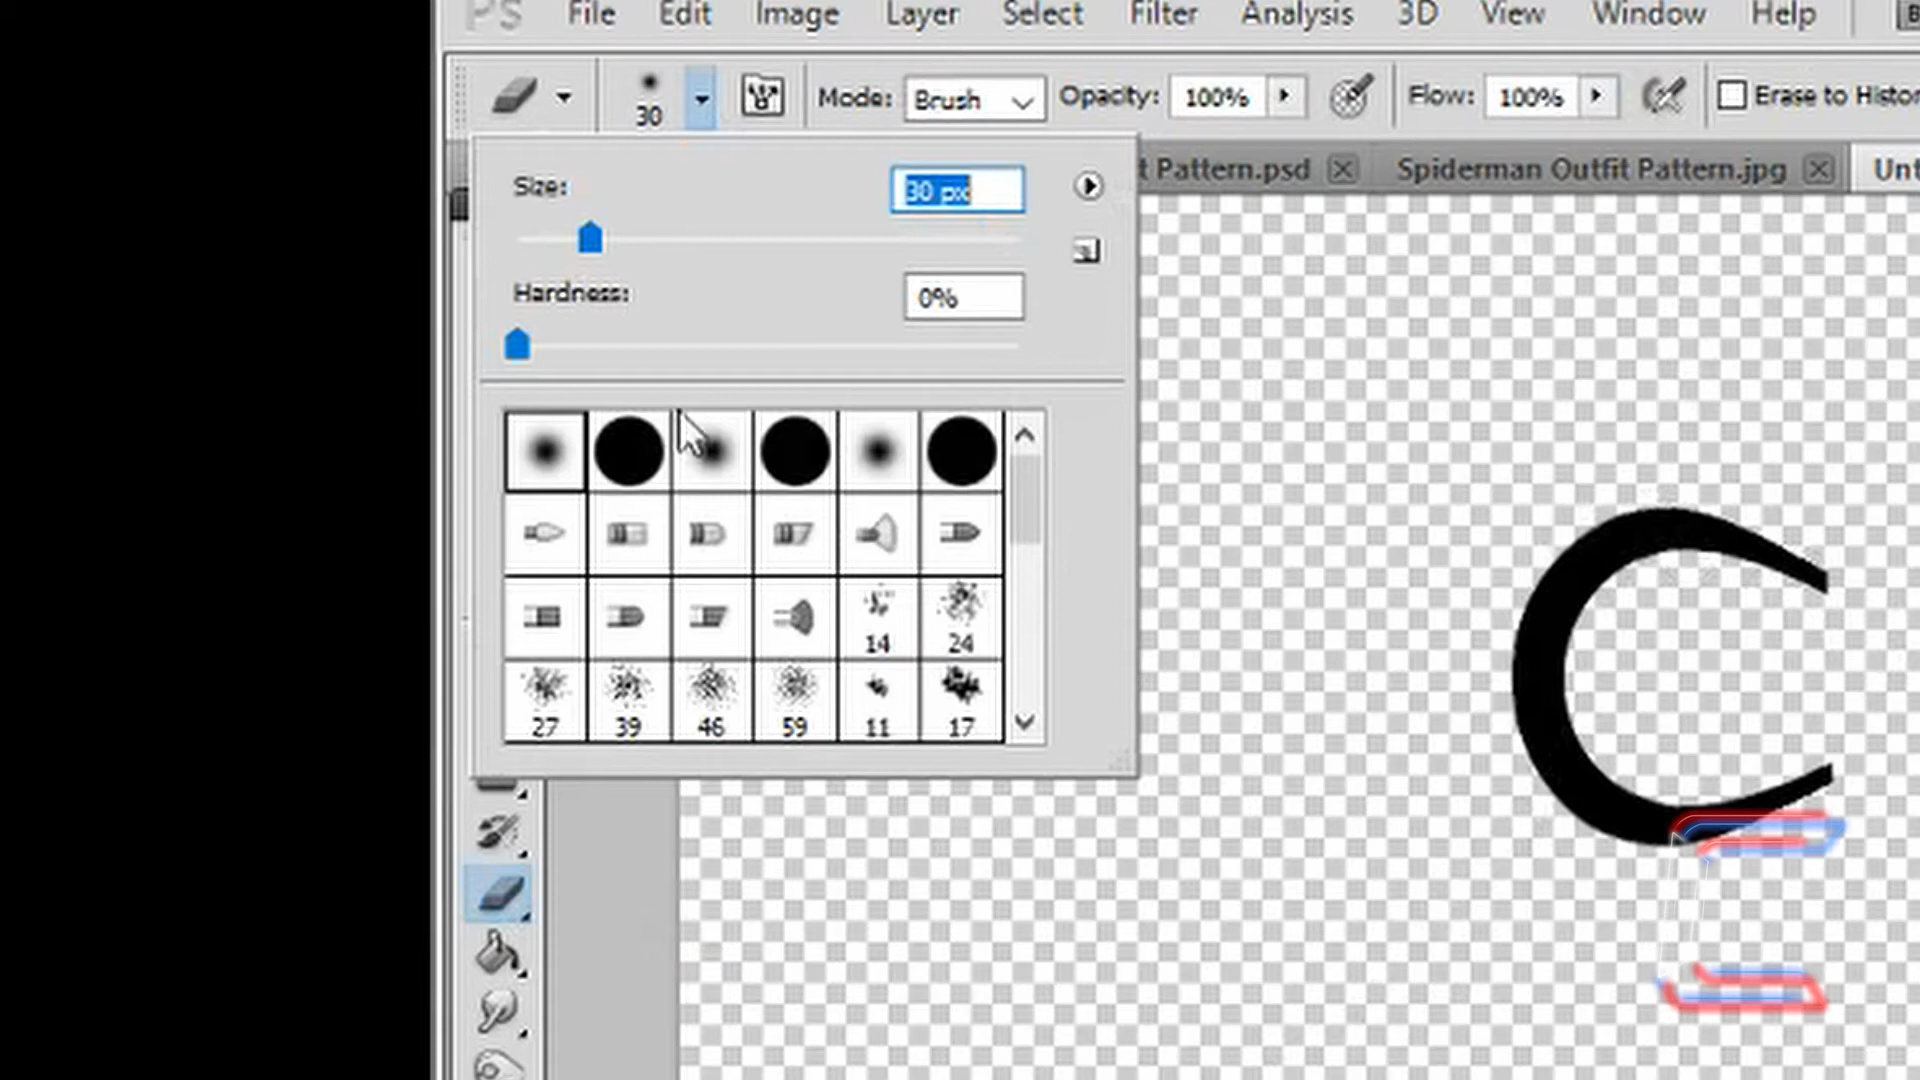 PS File Edit Image Layer Select Filter Analysis 3D View Window Help
30 Mode: Brush Opacity: 100% Flow: 100% Erase to Histor
t Pattern.psd Spiderman Outfit Pattern.jpg Unt
Size: 30 px
Hardness: 0%
14 24
27 39 46 59 11 17
C